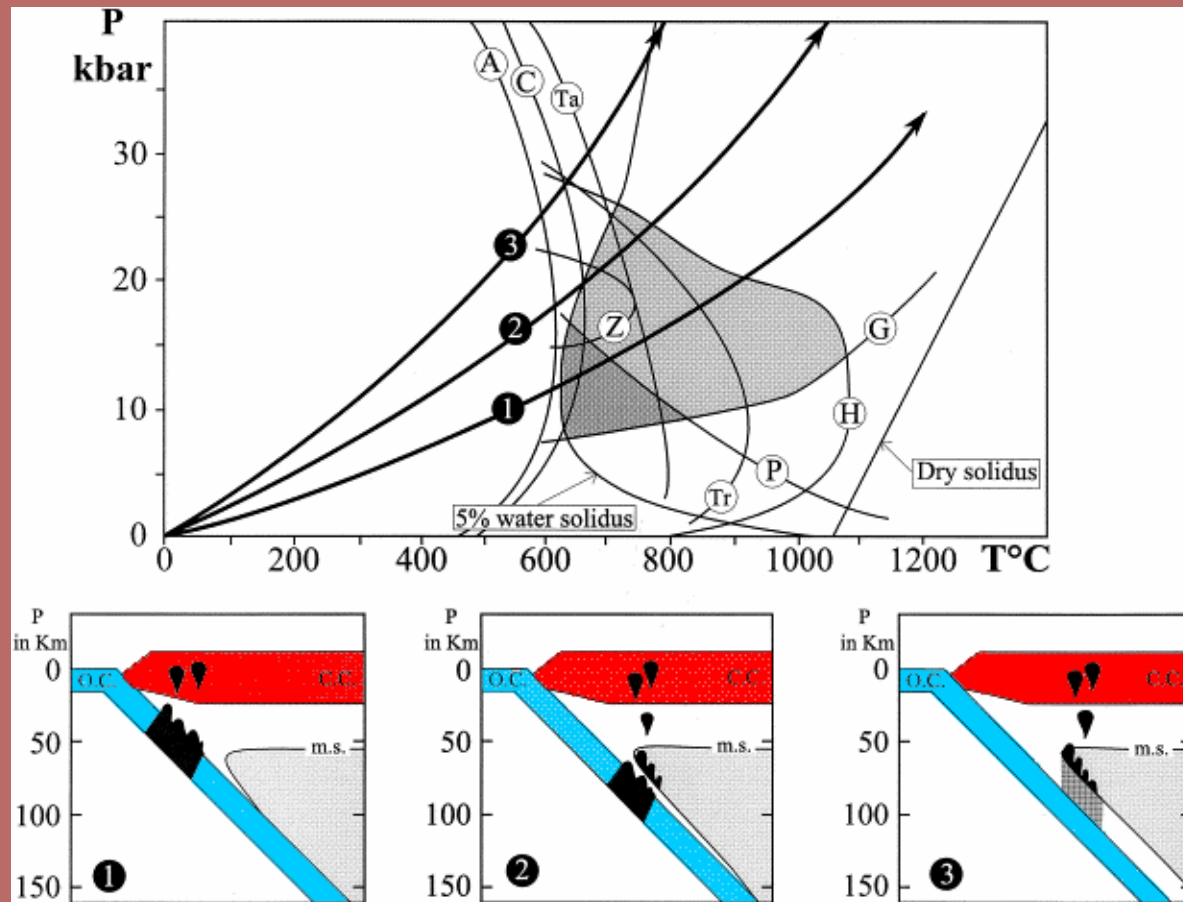 P
kbar
30
20
10
0
A
C
Ta
3
2
1
Z
G
H
P
Tr
5% water solidus
Dry solidus
0
200
400
600
800
1000
1200
T°C
P
in Km
0
50
100
150
O.C.
C.C.
m.s.
1
P
in Km
0
50
100
150
O.C.
C.C.
m.s.
2
P
in Km
0
50
100
150
O.C.
C.C.
m.s.
3